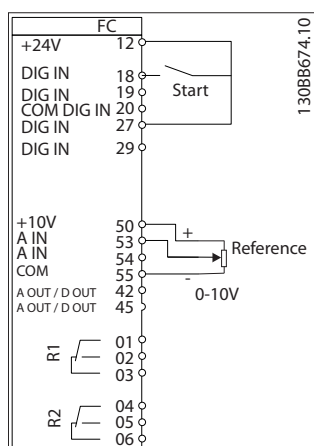 FC
+24V 12
DIG IN 18
DIG IN 19
COM DIG IN 20
DIG IN 27
DIG IN 29
Start
+10V 50
A IN 53
A IN 54
COM 55
A OUT / D OUT 42
A OUT / D OUT 45
+
Reference
-
0-10V
R1
01
02
03
R2
04
05
06
130BB674.10